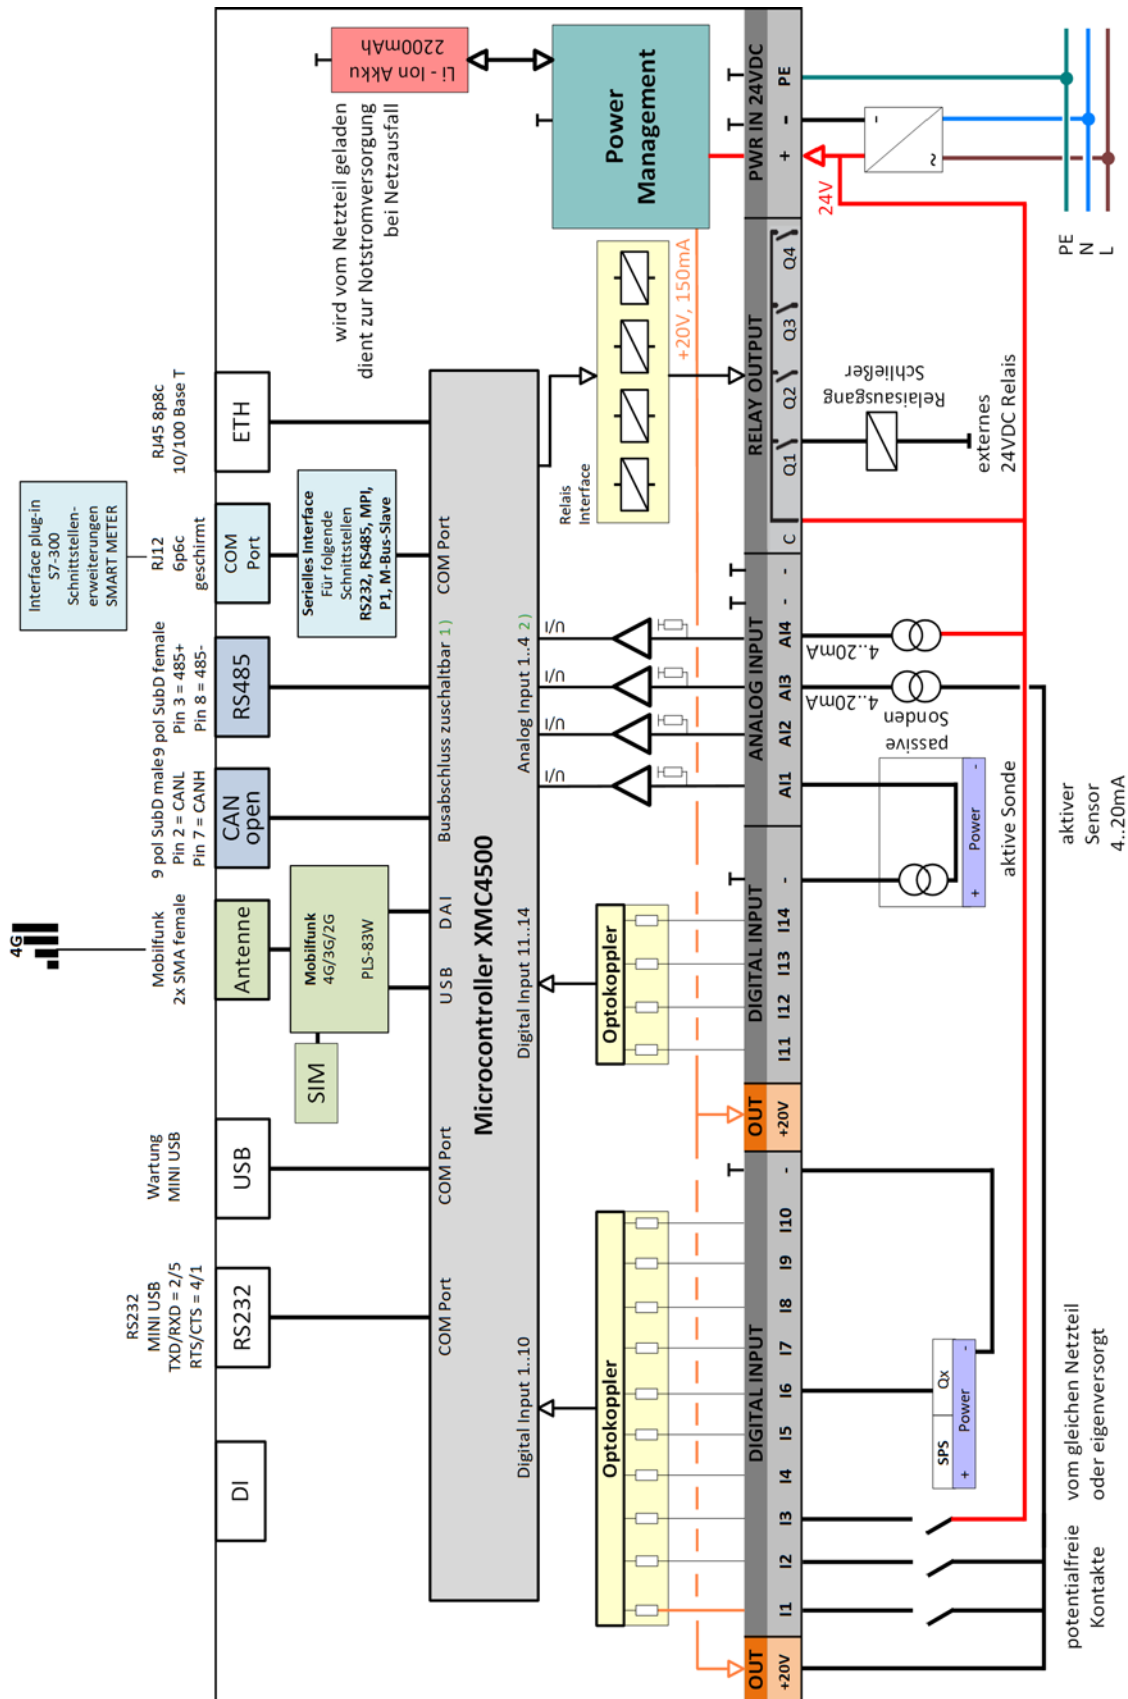 RS232
MINI USB
TXD/RXD = 2/5
RTS/CTS = 4/1
Wartung
MINI USB
4G
Mobilfunk
2x SMA female
9 pol SubD male
Pin 2 = CANL
Pin 7 = CANH
9 pol SubD female
Pin 3 = 485+
Pin 8 = 485-
Interface plug-in
S7-300
Schnittstellen-
erweiterungen
SMART METER
RJ12
6p6c
geschirmt
RJ45 8p8c
10/100 Base T
DI
RS232
USB
Antenne
CAN
open
RS485
COM
Port
ETH
SIM
Mobilfunk
4G/3G/2G
PLS-83W
Serielles Interface
Für folgende
Schnittstellen
RS232, RS485, MPI,
P1, M-Bus-Slave
wird vom Netzteil geladen
dient zur Notstromversorgung
bei Netzausfall
Li - Ion Akku
2200mAh
COM Port
COM Port
USB
DAI
Busabschluss zuschaltbar 1)
COM Port
Microcontroller XMC4500
Digital Input 1..10
Digital Input 11..14
Analog Input 1..4 2)
U/I
U/I
U/I
U/I
Relais
Interface
Power
Management
Optokoppler
Optokoppler
+20V, 150mA
OUT
DIGITAL INPUT
OUT
DIGITAL INPUT
ANALOG INPUT
RELAY OUTPUT
PWR IN 24VDC
+20V
I1
I2
I3
I4
I5
I6
I7
I8
I9
I10
-
+20V
I11
I12
I13
I14
-
AI1
AI2
AI3
AI4
-
-
C
Q1
Q2
Q3
Q4
+
-
PE
24V
4..20mA
4..20mA
passive
Sonden
Relaisausgang
Schließer
-
~
SPS
Qx
+
Power
-
+
Power
-
aktive Sonde
externes
24VDC Relais
PE
N
L
potentialfreie
Kontakte
vom gleichen Netzteil
oder eigenversorgt
aktiver
Sensor
4..20mA